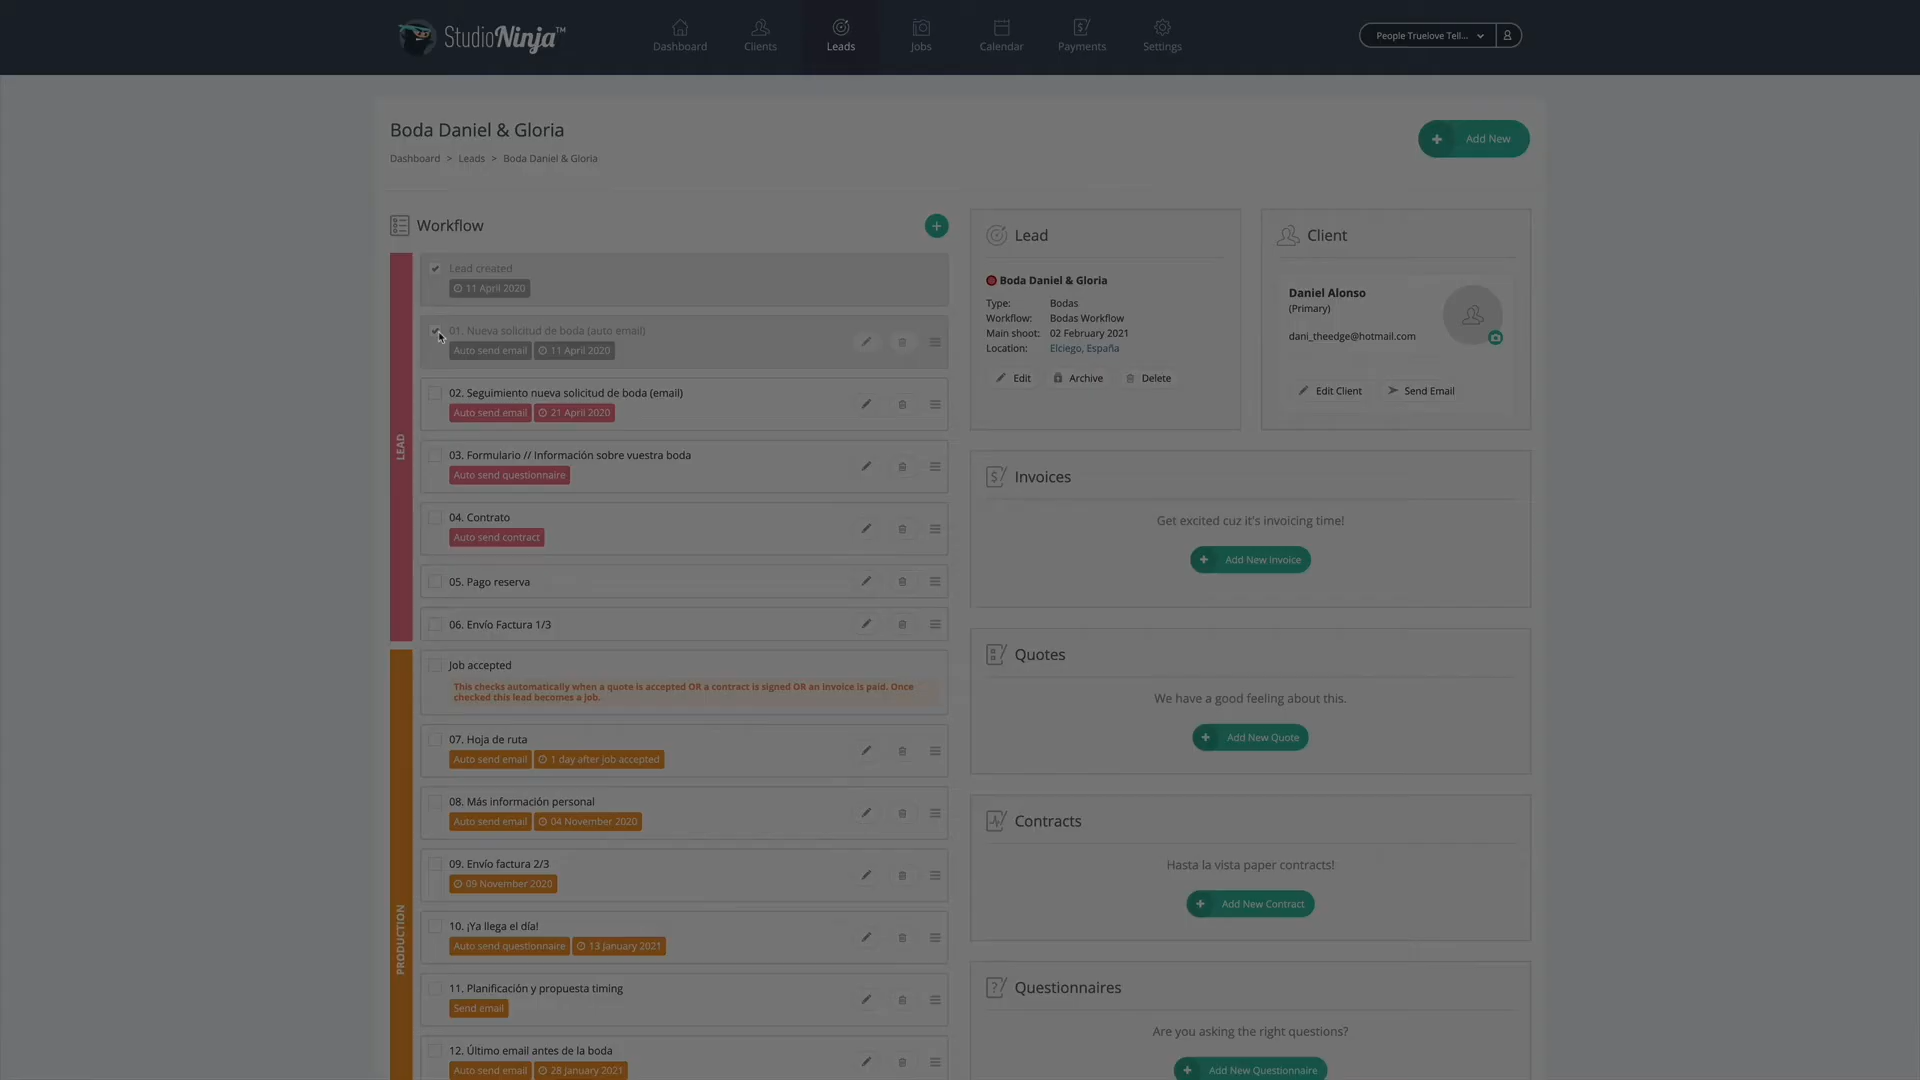 StudioNinja™
Dashboard
Clients
Leads
Jobs
Calendar
Payments
Settings
People Truelove Tell...
Boda Daniel & Gloria
Dashboard > Leads > Boda Daniel & Gloria
Add New
Workflow
LEAD
Lead created
11 April 2020
01. Nueva solicitud de boda (auto email)
Auto send email 11 April 2020
02. Seguimiento nueva solicitud de boda (email)
Auto send email 21 April 2020
03. Formulario // Información sobre vuestra boda
Auto send questionnaire
04. Contrato
Auto send contract
05. Pago reserva
06. Envío Factura 1/3
PRODUCTION
Job accepted
This checks automatically when a quote is accepted OR a contract is signed OR an invoice is paid. Once
checked this lead becomes a job.
07. Hoja de ruta
Auto send email 1 day after job accepted
08. Más información personal
Auto send email 04 November 2020
09. Envío factura 2/3
09 November 2020
10. ¡Ya llega el día!
Auto send questionnaire 13 January 2021
11. Planificación y propuesta timing
Send email
12. Último email antes de la boda
Auto send email 28 January 2021
Lead
Boda Daniel & Gloria
Type: Bodas
Workflow: Bodas Workflow
Main shoot: 02 February 2021
Location: Elciego, España
Edit Archive Delete
Client
Daniel Alonso
(Primary)
dani_theedge@hotmail.com
Edit Client Send Email
Invoices
Get excited cuz it's invoicing time!
Add New Invoice
Quotes
We have a good feeling about this.
Add New Quote
Contracts
Hasta la vista paper contracts!
Add New Contract
Questionnaires
Are you asking the right questions?
Add New Questionnaire